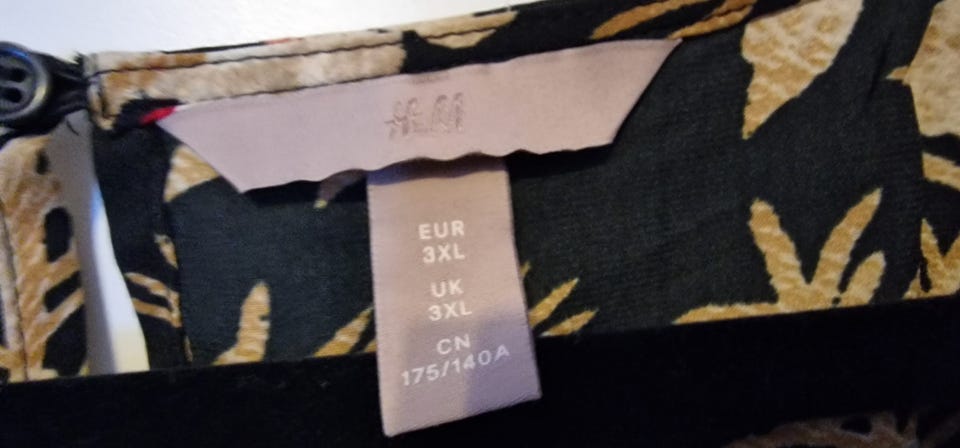 H&M
EUR
3XL
UK
3XL
CN
175/140A